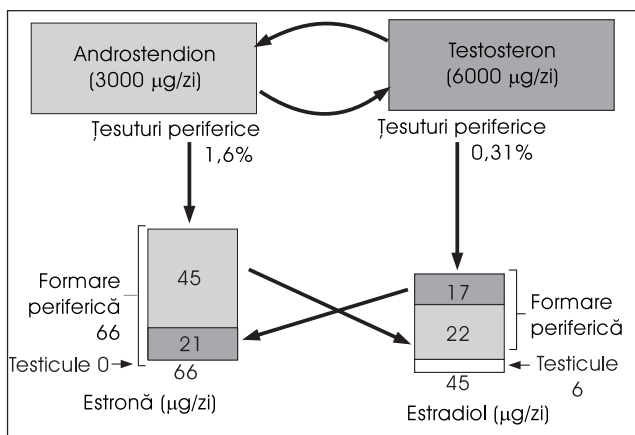 Androstendion
(3000 μg/zi)
Testosteron
(6000 μg/zi)
Țesuturi periferice
1,6%
Țesuturi periferice
0,31%
Formare
periferică
66
45
21
Testicule 0
66
Estronă (μg/zi)
17
22
Formare
periferică
Testicule
6
45
Estradiol (μg/zi)